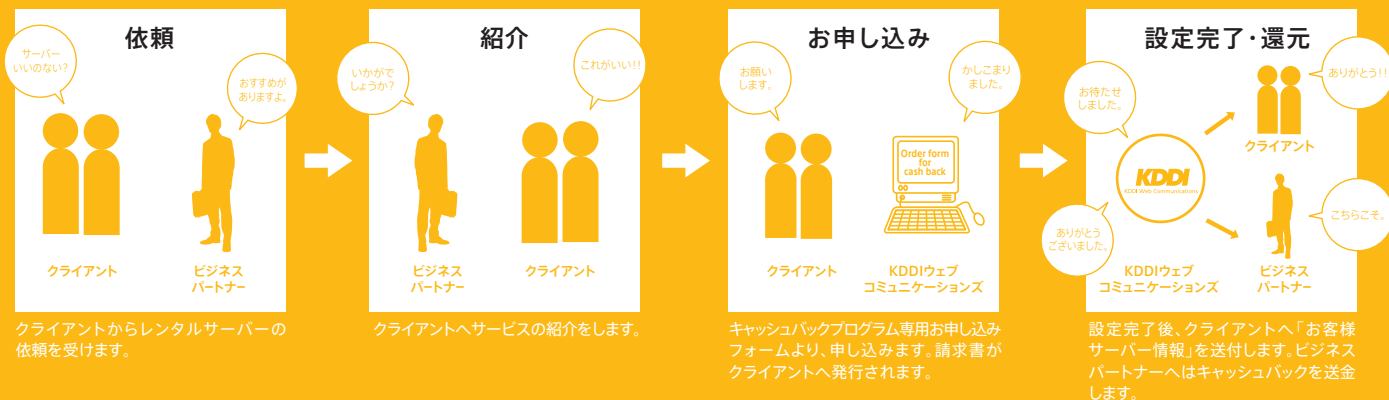 依頼
サーバー
いいのない?
おすすめが
ありますよ。
クライアント
ビジネス
パートナー
クライアントからレンタルサーバーの
依頼を受けます。
紹介
いかがで
しょうか?
これがいい!!
ビジネス
パートナー
クライアント
クライアントへサービスの紹介をします。
お申し込み
お願い
します。
かしこまり
ました。
Order form
for
cash back
クライアント
KDDIウェブ
コミュニケーションズ
キャッシュバックプログラム専用お申し込み
フォームより、申し込みます。請求書が
クライアントへ発行されます。
設定完了・還元
お待たせ
しました。
ありがとう!!
クライアント
KDDI
KDDI Web Communications
ありがとう
ございました。
こちらこそ。
KDDIウェブ
コミュニケーションズ
ビジネス
パートナー
設定完了後、クライアントへ「お客様
サーバー情報」を送付します。ビジネス
パートナーへはキャッシュバックを送金
します。